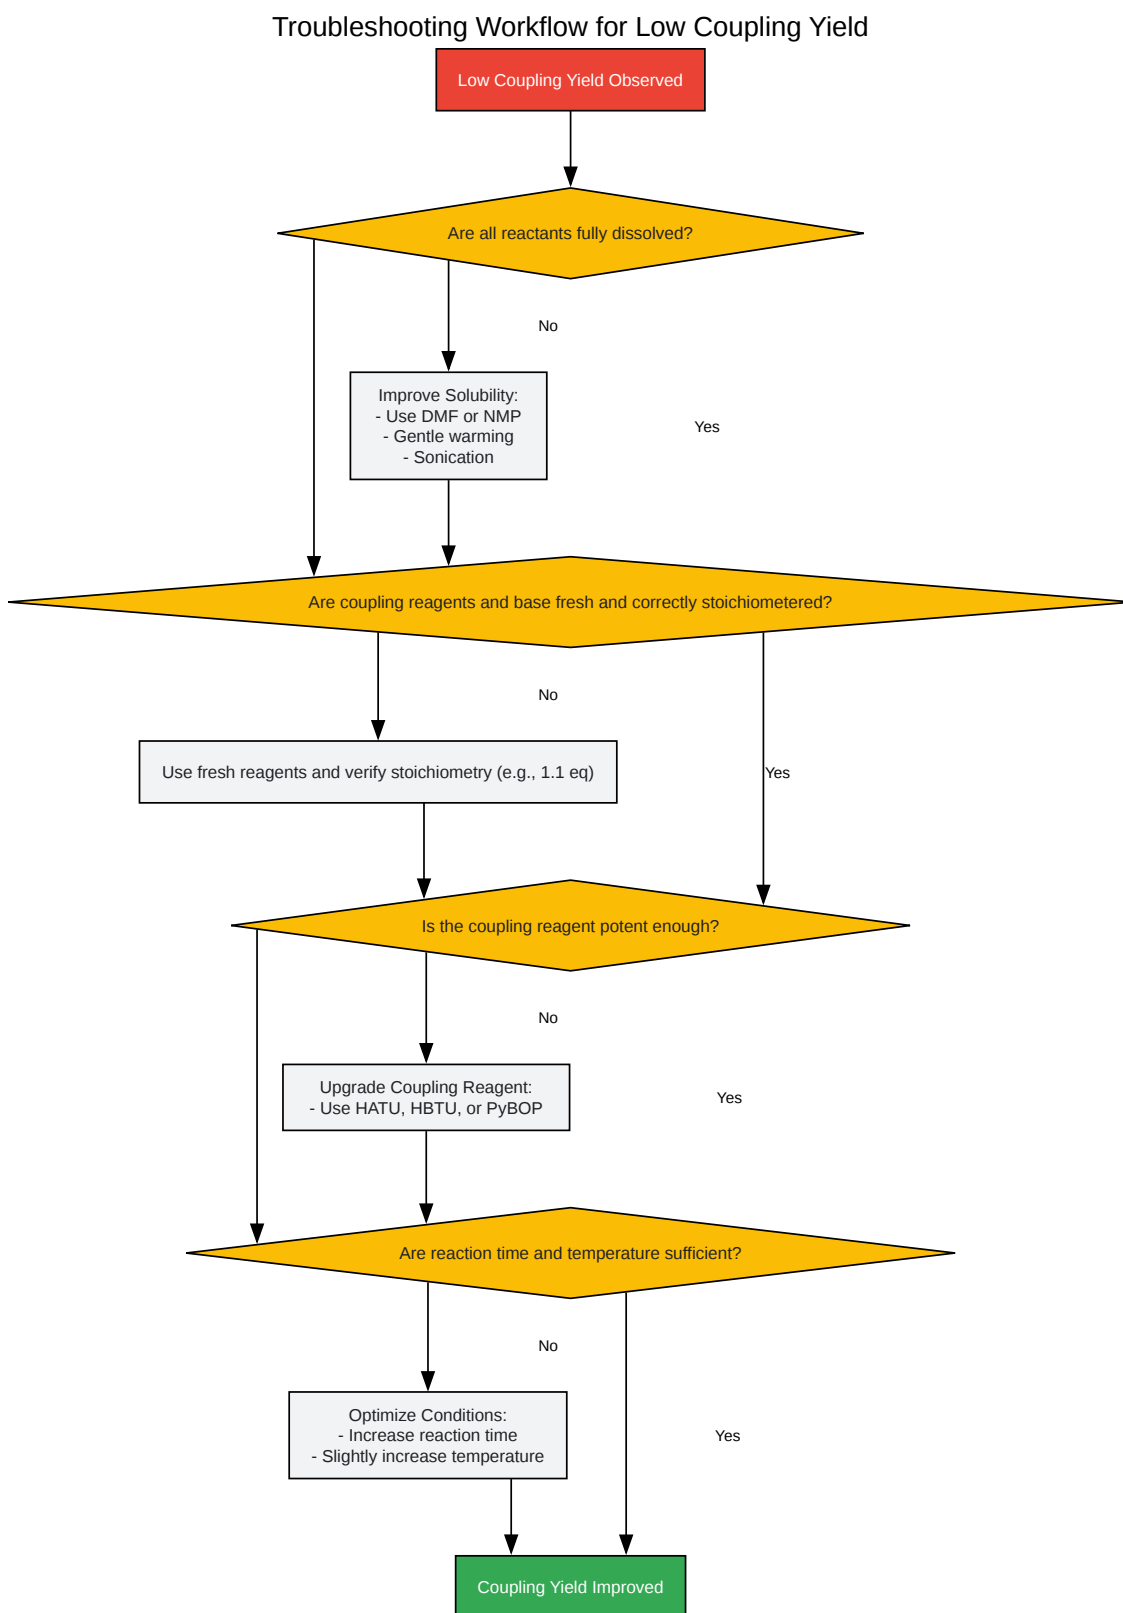 Troubleshooting Workflow for Low Coupling Yield
Low Coupling Yield Observed
Are all reactants fully dissolved?
No
Improve Solubility:
- Use DMF or NMP
- Gentle warming
- Sonication
Yes
Are coupling reagents and base fresh and correctly stoichiometered?
No
Use fresh reagents and verify stoichiometry (e.g., 1.1 eq)
Yes
Is the coupling reagent potent enough?
No
Upgrade Coupling Reagent:
- Use HATU, HBTU, or PyBOP
Yes
Are reaction time and temperature sufficient?
No
Optimize Conditions:
- Increase reaction time
- Slightly increase temperature
Yes
Coupling Yield Improved